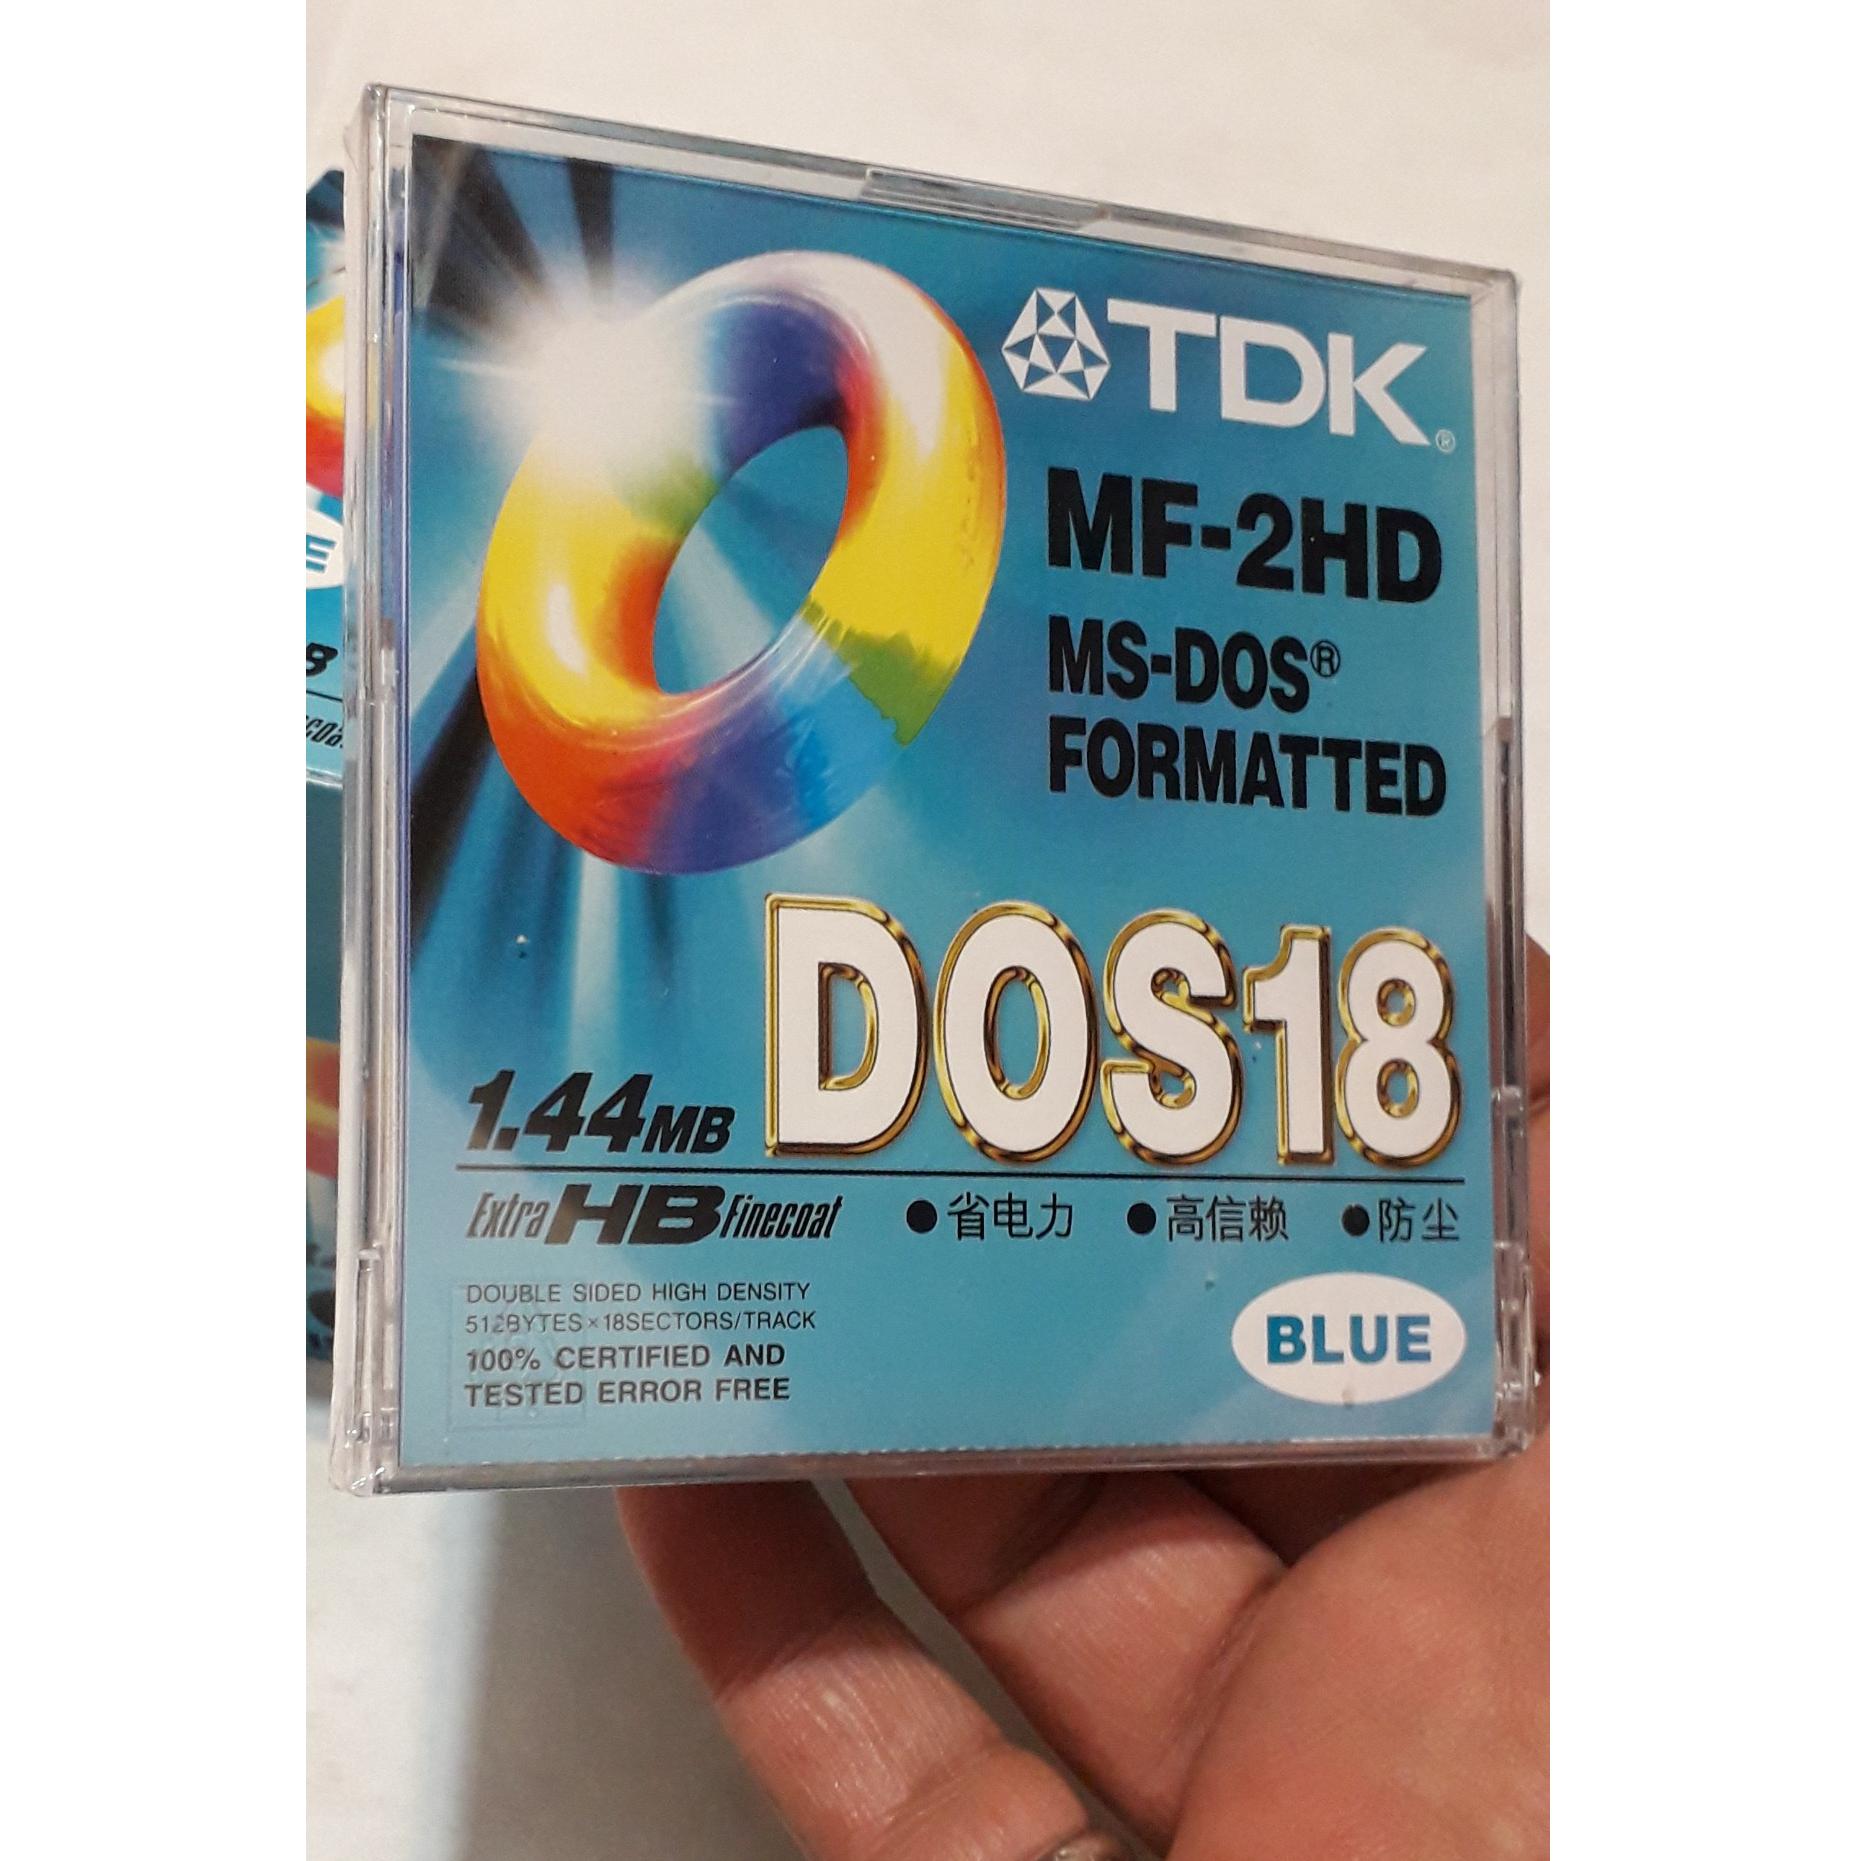 TDK®
MF-2HD
MS-DOS®
FORMATTED
DOS18
1.44MB
Extra HB Finecoat
●省电力 ●高信赖 ●防尘
DOUBLE SIDED HIGH DENSITY
512BYTES×18SECTORS/TRACK
100% CERTIFIED AND
TESTED ERROR FREE
BLUE